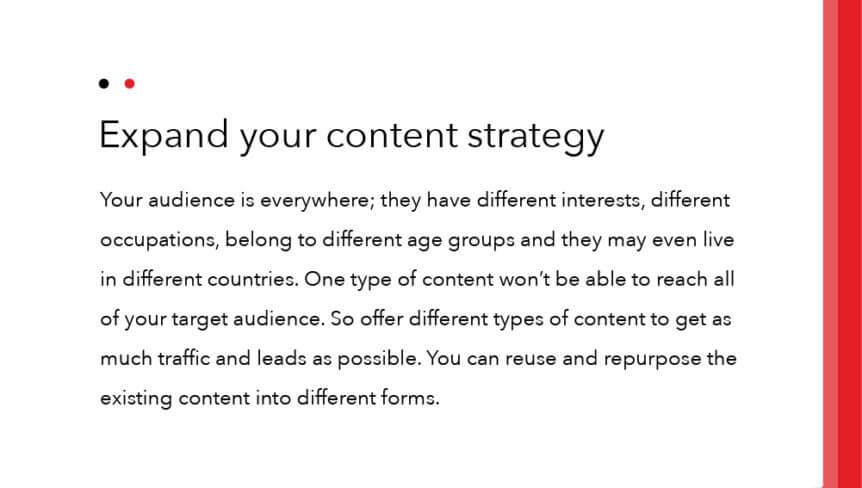 Expand your content strategy
Your audience is everywhere; they have different interests, different
occupations, belong to different age groups and they may even live
in different countries. One type of content won’t be able to reach all
of your target audience. So offer different types of content to get as
much traffic and leads as possible. You can reuse and repurpose the
existing content into different forms.